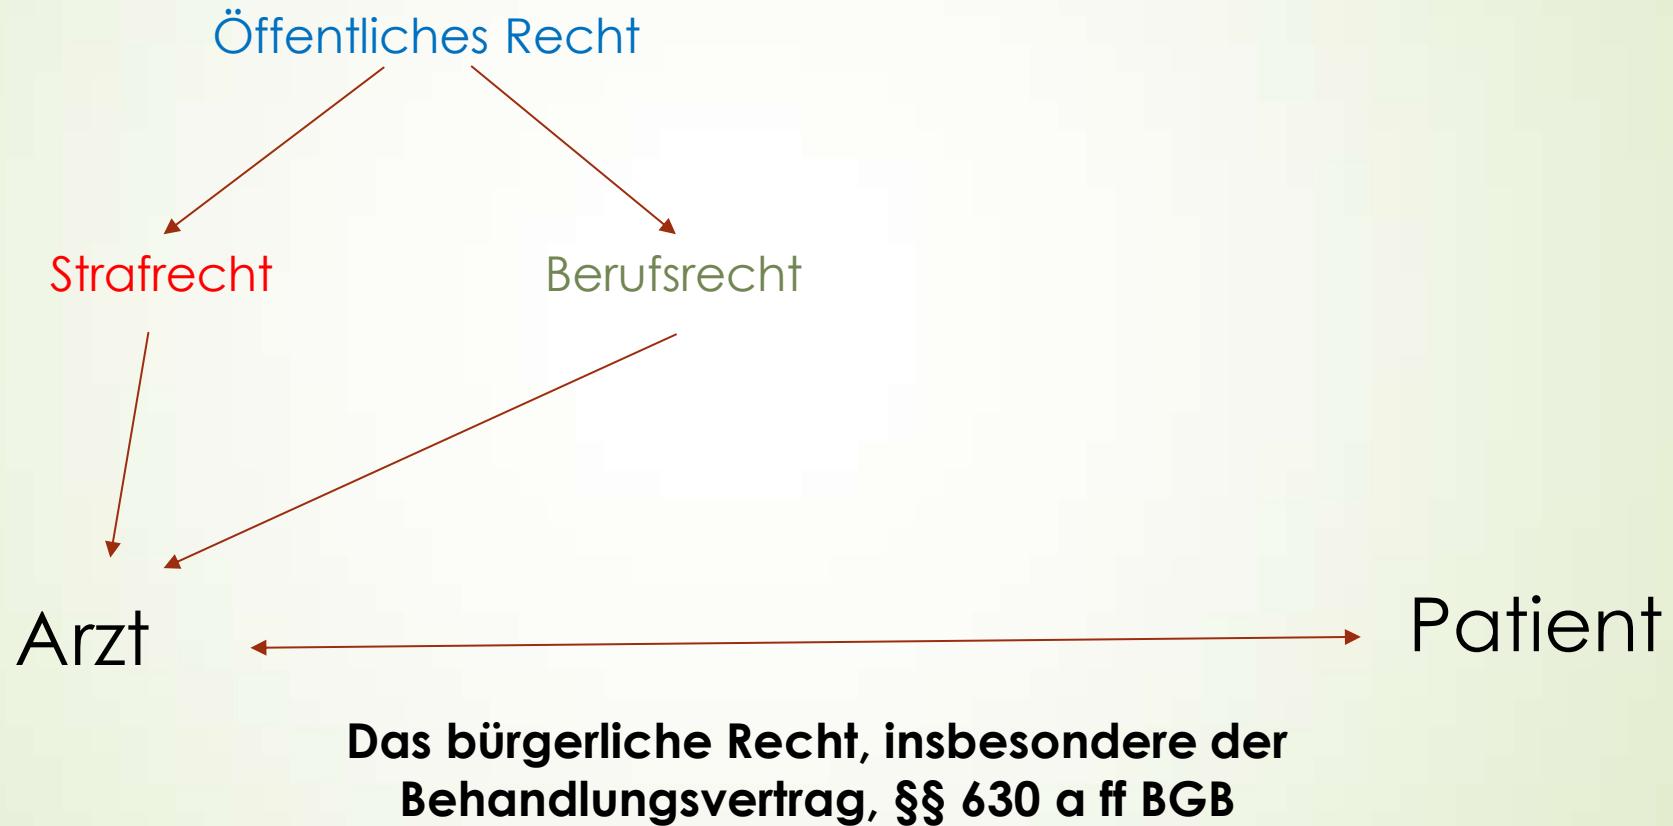 Öffentliches Recht
Strafrecht
Berufsrecht
Arzt
Patient
Das bürgerliche Recht, insbesondere der
Behandlungsvertrag, §§ 630 a ff BGB